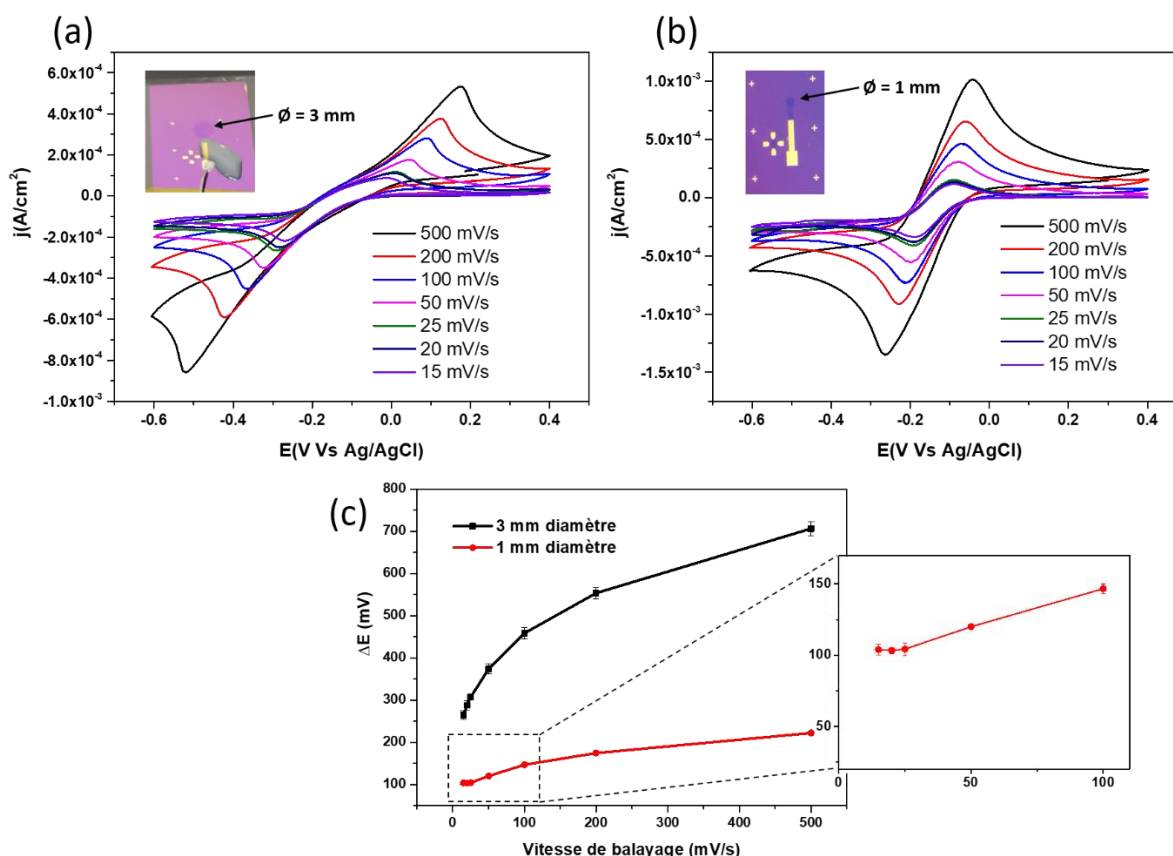 (a)
6.0x10⁻⁴
4.0x10⁻⁴
2.0x10⁻⁴
0.0
-2.0x10⁻⁴
-4.0x10⁻⁴
-6.0x10⁻⁴
-8.0x10⁻⁴
-1.0x10⁻³
j(A/cm²)
Ø = 3 mm
500 mV/s
200 mV/s
100 mV/s
50 mV/s
25 mV/s
20 mV/s
15 mV/s
-0.6 -0.4 -0.2 0.0 0.2 0.4
E(V Vs Ag/AgCl)
(b)
1.0x10⁻³
5.0x10⁻⁴
0.0
-5.0x10⁻⁴
-1.0x10⁻³
-1.5x10⁻³
j(A/cm²)
Ø = 1 mm
500 mV/s
200 mV/s
100 mV/s
50 mV/s
25 mV/s
20 mV/s
15 mV/s
-0.6 -0.4 -0.2 0.0 0.2 0.4
E(V Vs Ag/AgCl)
(c)
800
700
600
500
400
300
200
100
ΔE (mV)
3 mm diamètre
1 mm diamètre
0 100 200 300 400 500
Vitesse de balayage (mV/s)
150
100
50
0 50 100